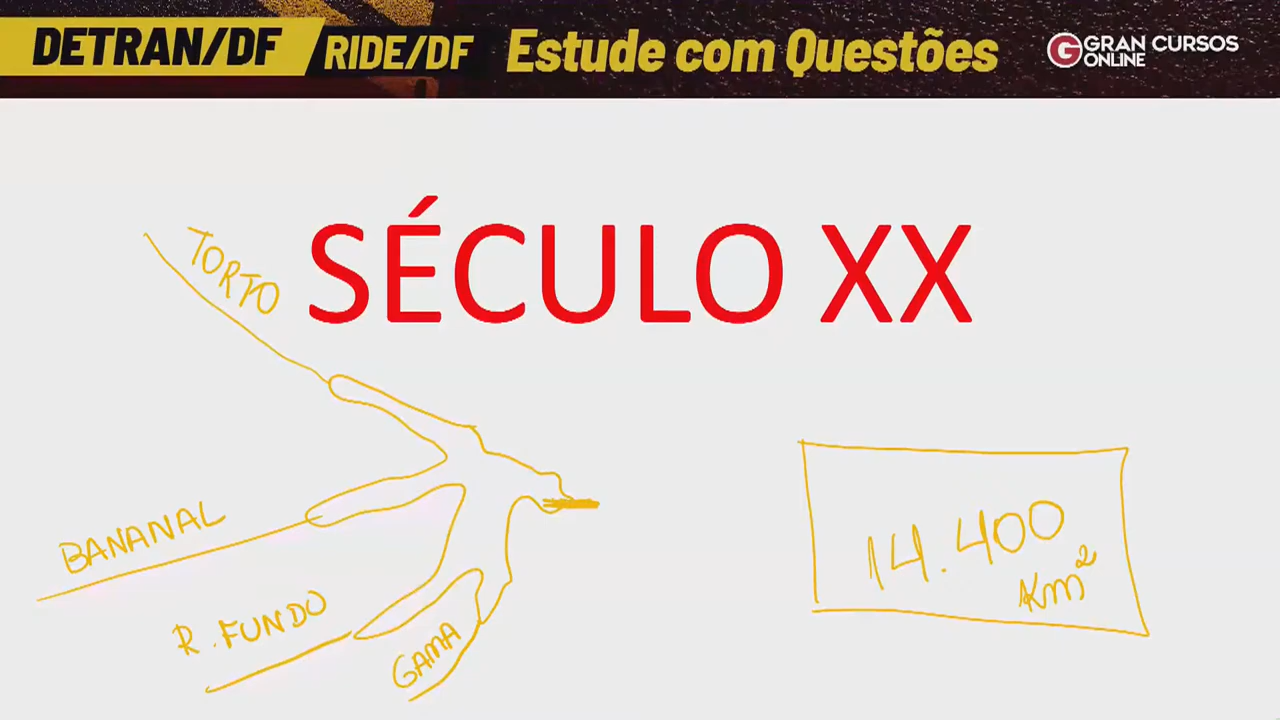 DETRAN/DF
RIDE/DF
Estude com Questões
GRAN CURSOS
ONLINE
SÉCULO XX
TORTO
BANANAL
R. FUNDO
GAMA
14.400
Km²